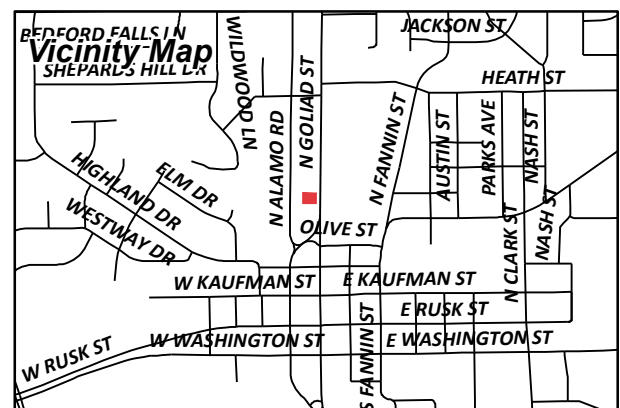 BEDFORD FALLS LN
Vicinity Map
SHEPARDS HILL DR
WILDWOOD LN
JACKSON ST
HEATH ST
N GOLIAD ST
N ALAMO RD
N FANNIN ST
AUSTIN ST
PARKS AVE
NASH ST
HIGHLAND DR
ELM DR
WESTWAY DR
OLIVE ST
N CLARK ST
NASH ST
W KAUFMAN ST
E KAUFMAN ST
E RUSK ST
W WASHINGTON ST
E WASHINGTON ST
W RUSK ST
S FANNIN ST